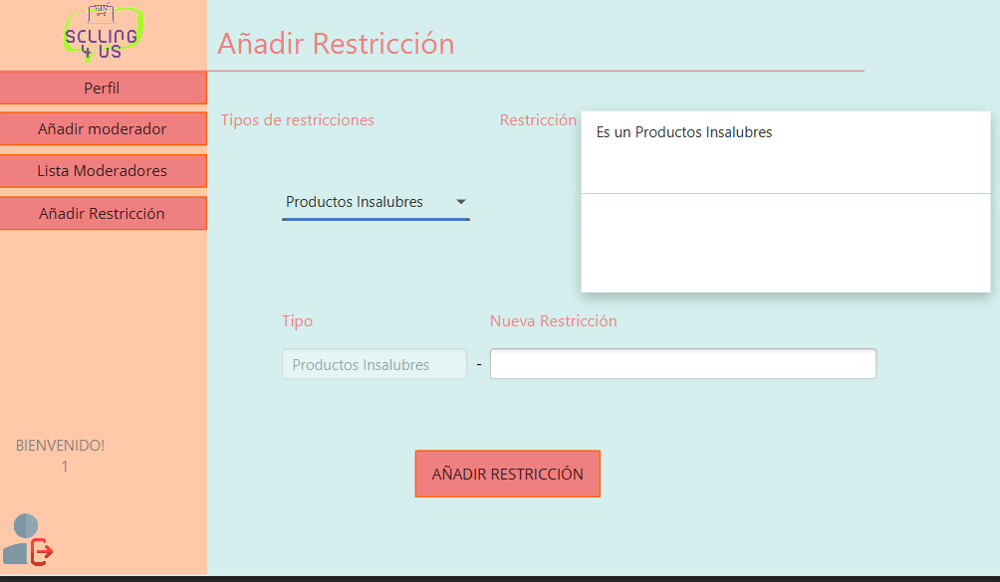 SCLLING
4 US
Perfil
Añadir moderador
Lista Moderadores
Añadir Restricción
BIENVENIDO!
1
Añadir Restricción
Tipos de restricciones
Restricción
Productos Insalubres
Es un Productos Insalubres
Tipo
Nueva Restricción
Productos Insalubres
-
AÑADIR RESTRICCIÓN